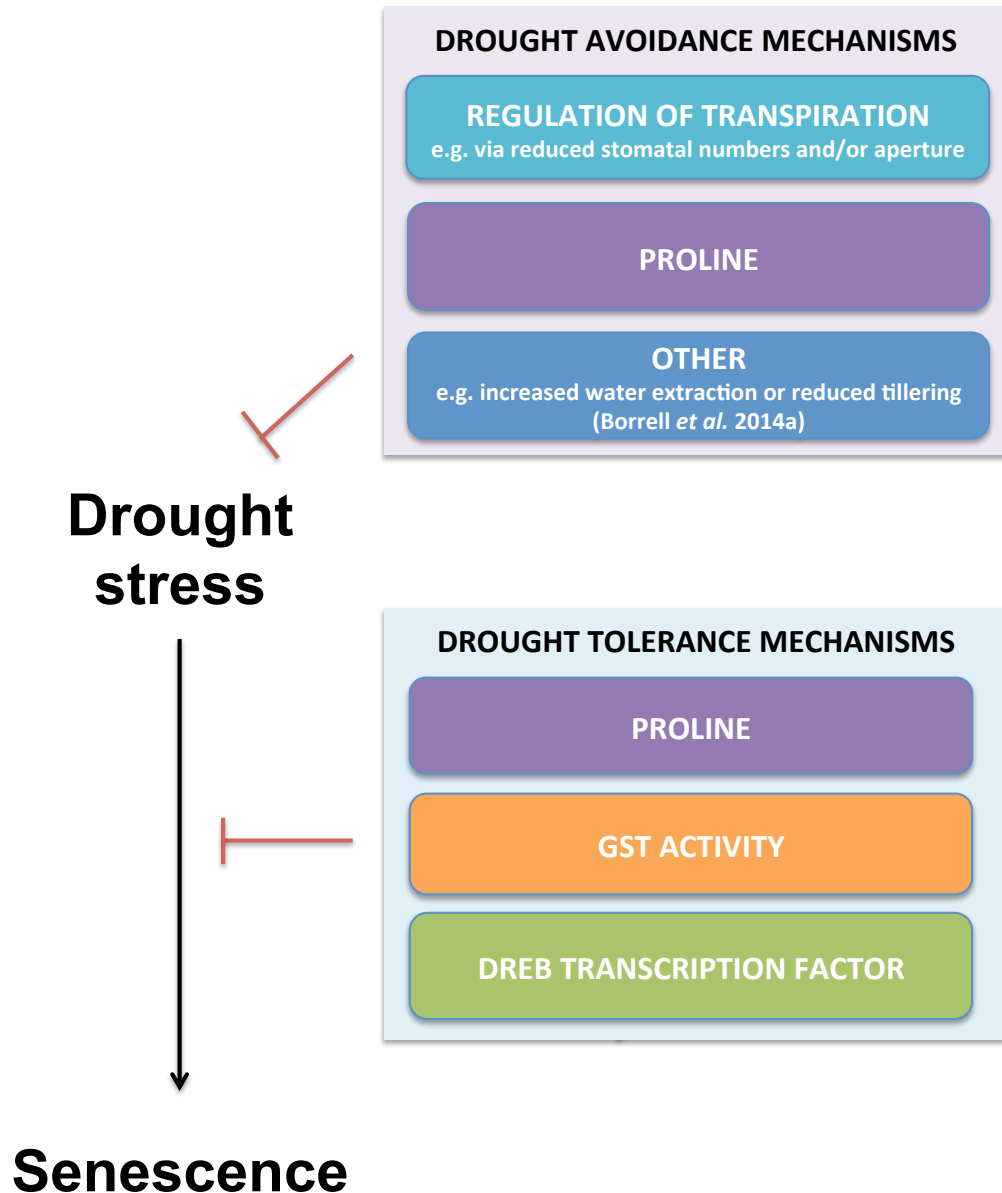 DROUGHT AVOIDANCE MECHANISMS
REGULATION OF TRANSPIRATION
e.g. via reduced stomatal numbers and/or aperture
PROLINE
OTHER
e.g. increased water extraction or reduced tillering
(Borrell et al. 2014a)
Drought
stress
DROUGHT TOLERANCE MECHANISMS
PROLINE
GST ACTIVITY
DREB TRANSCRIPTION FACTOR
Senescence